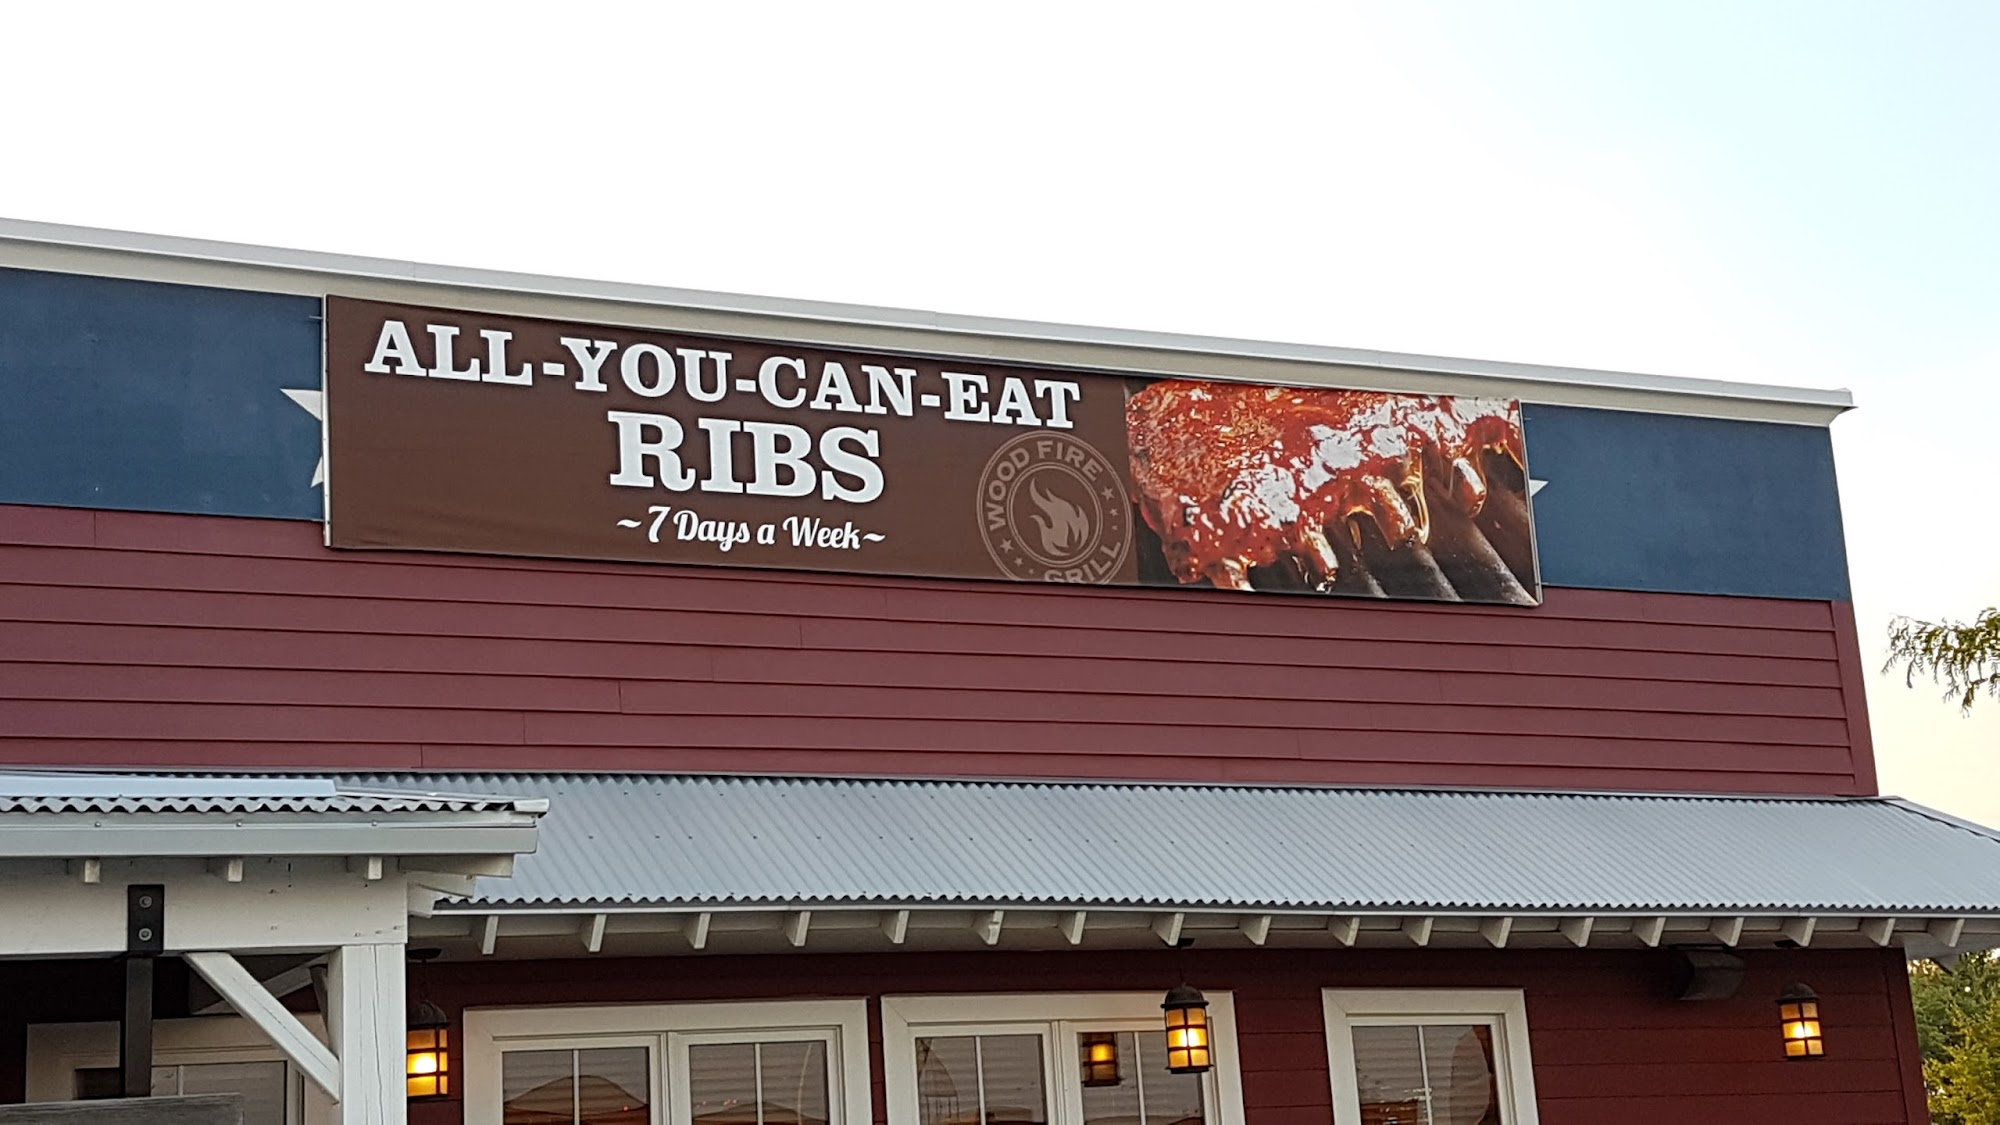 ALL-YOU-CAN-EAT
RIBS
~7 Days a Week~
WOOD FIRE
GRILL